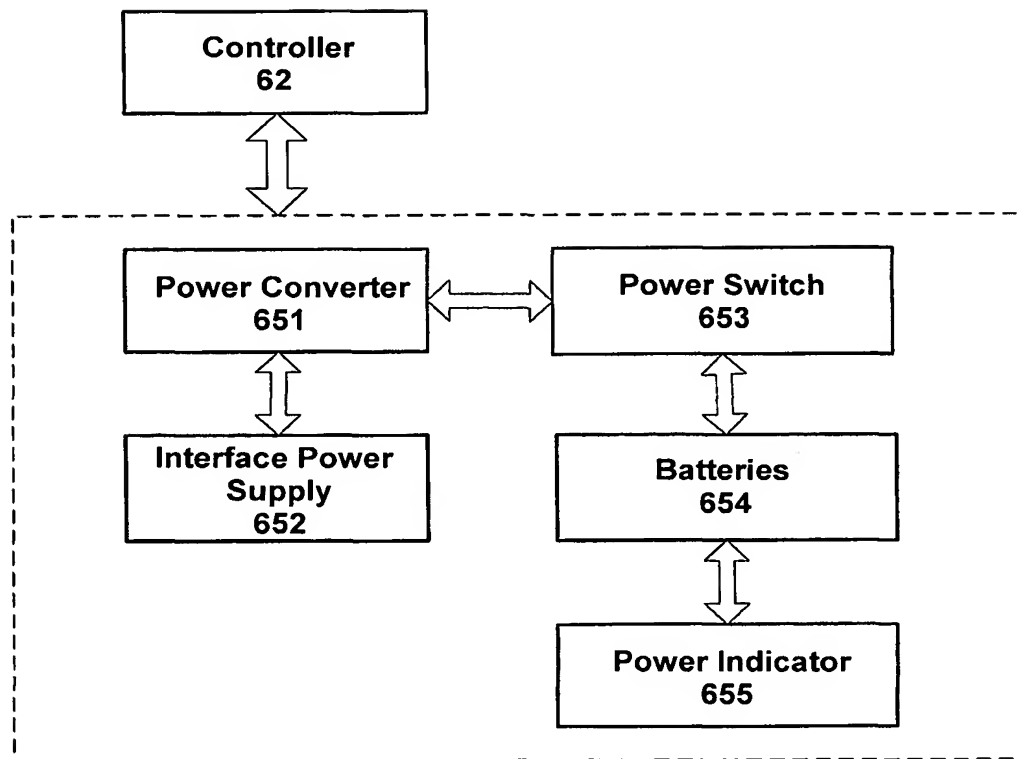 Controller
62
Power Converter
651
Power Switch
653
Interface Power
Supply
652
Batteries
654
Power Indicator
655